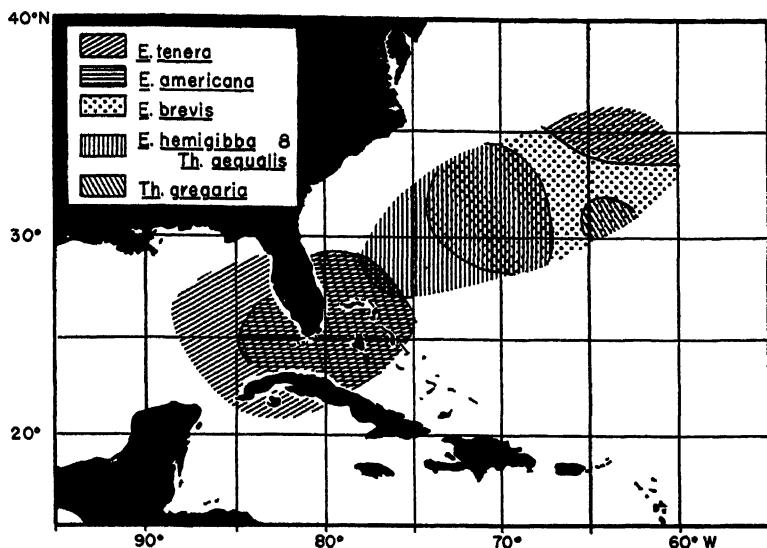 40°N
E. tenera
E. americana
E. brevis
E. hemigibba 8
Th. aequalis
Th. gregaria
30°
20°
90° 80° 70° 60° W